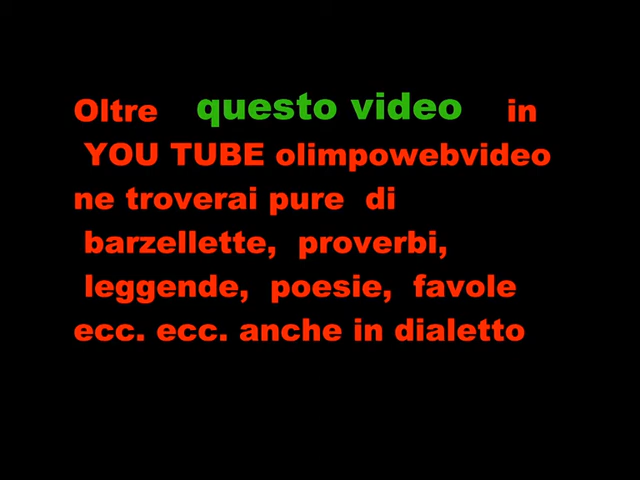 Oltre questo video in
YOU TUBE olimpowebvideo
ne troverai pure di
barzellette, proverbi,
leggende, poesie, favole
ecc. ecc. anche in dialetto